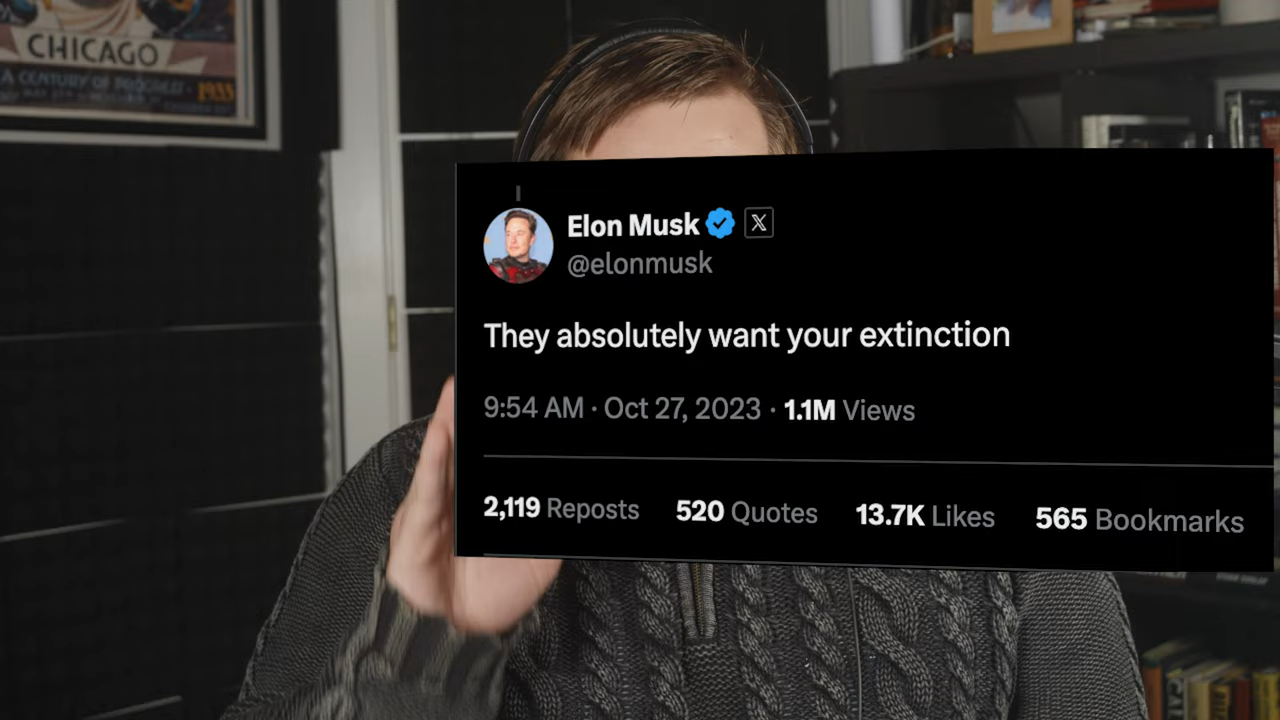 CHICAGO
A CENTURY OF PROGRESS
1933
Elon Musk
@elonmusk
They absolutely want your extinction
9:54 AM · Oct 27, 2023 · 1.1M Views
2,119 Reposts 520 Quotes 13.7K Likes 565 Bookmarks